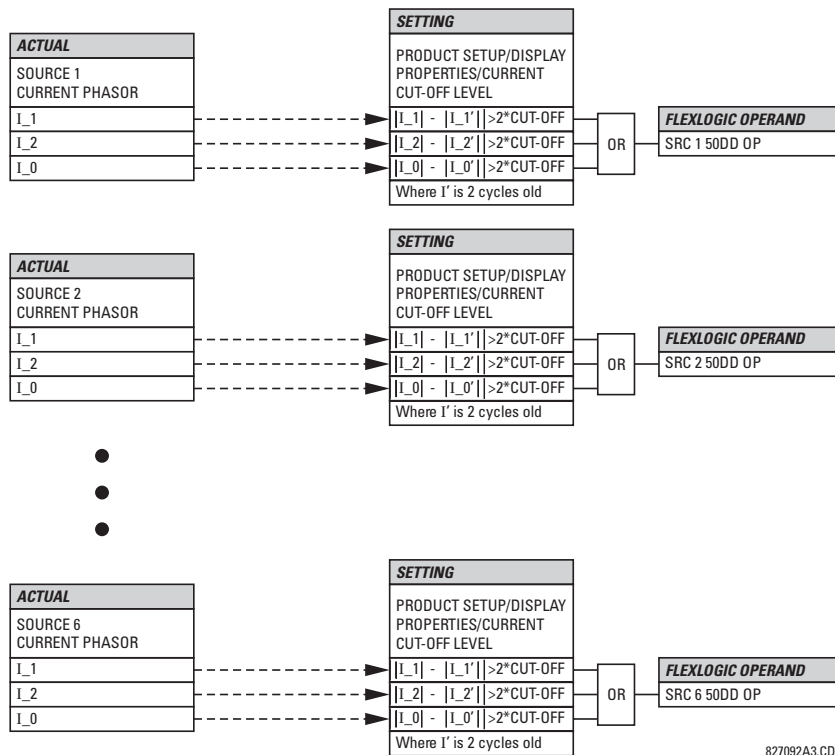 SETTING
ACTUAL
PRODUCT SETUP/DISPLAY
SOURCE 1
PROPERTIES/CURRENT
CURRENT PHASOR
CUT-OFF LEVEL
I_1
||I_1| - |I_1′||>2*CUT-OFF
FLEXLOGIC OPERAND
I_2
||I_2| - |I_2′||>2*CUT-OFF
OR
SRC 1 50DD OP
I_0
||I_0| - |I_0′||>2*CUT-OFF
Where I′ is 2 cycles old
SETTING
ACTUAL
PRODUCT SETUP/DISPLAY
SOURCE 2
PROPERTIES/CURRENT
CURRENT PHASOR
CUT-OFF LEVEL
I_1
||I_1| - |I_1′||>2*CUT-OFF
FLEXLOGIC OPERAND
I_2
||I_2| - |I_2′||>2*CUT-OFF
OR
SRC 2 50DD OP
I_0
||I_0| - |I_0′||>2*CUT-OFF
Where I′ is 2 cycles old
SETTING
ACTUAL
PRODUCT SETUP/DISPLAY
SOURCE 6
PROPERTIES/CURRENT
CURRENT PHASOR
CUT-OFF LEVEL
I_1
||I_1| - |I_1′||>2*CUT-OFF
FLEXLOGIC OPERAND
I_2
||I_2| - |I_2′||>2*CUT-OFF
OR
SRC 6 50DD OP
I_0
||I_0| - |I_0′||>2*CUT-OFF
Where I′ is 2 cycles old
827092A3.CD